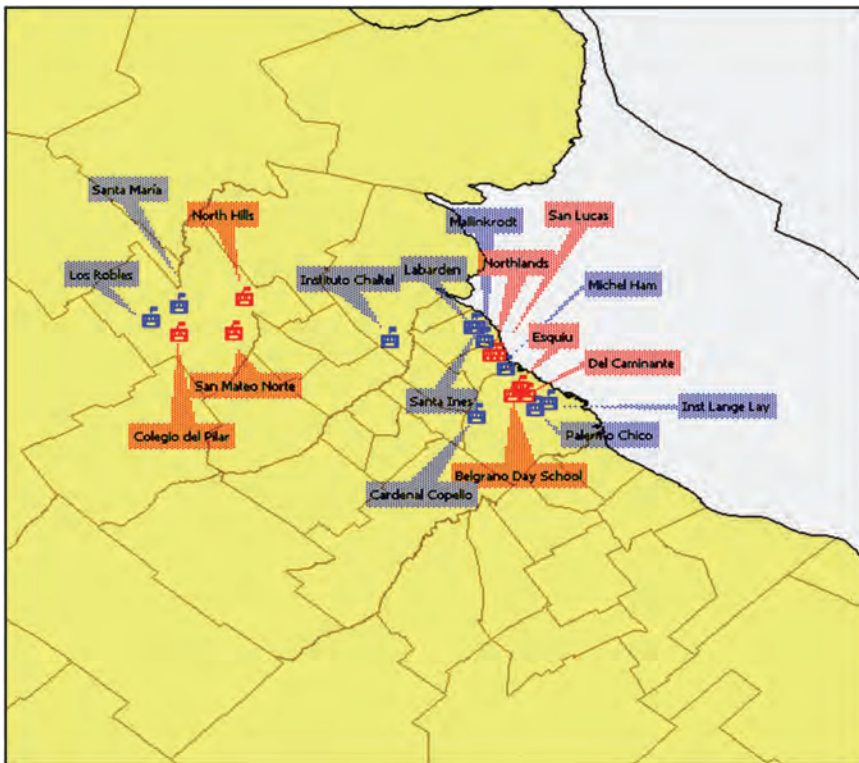 Santa María
North Hills
Mallinkrodt
San Lucas
Los Robles
Instituto Chaltel
Labarden
Northlands
Michel Ham
Esquiu
Del Caminante
San Mateo Norte
Santa Ines
Inst Lange Lay
Colegio del Pilar
Palermo Chico
Belgrano Day School
Cardenal Copello